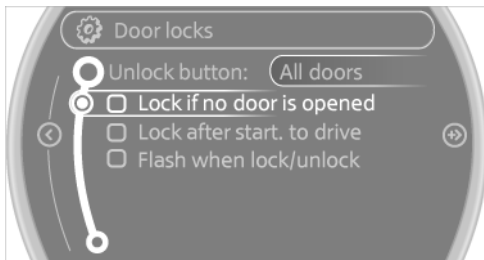 Door locks
Unlock button: All doors
Lock if no door is opened
Lock after start. to drive
Flash when lock/unlock